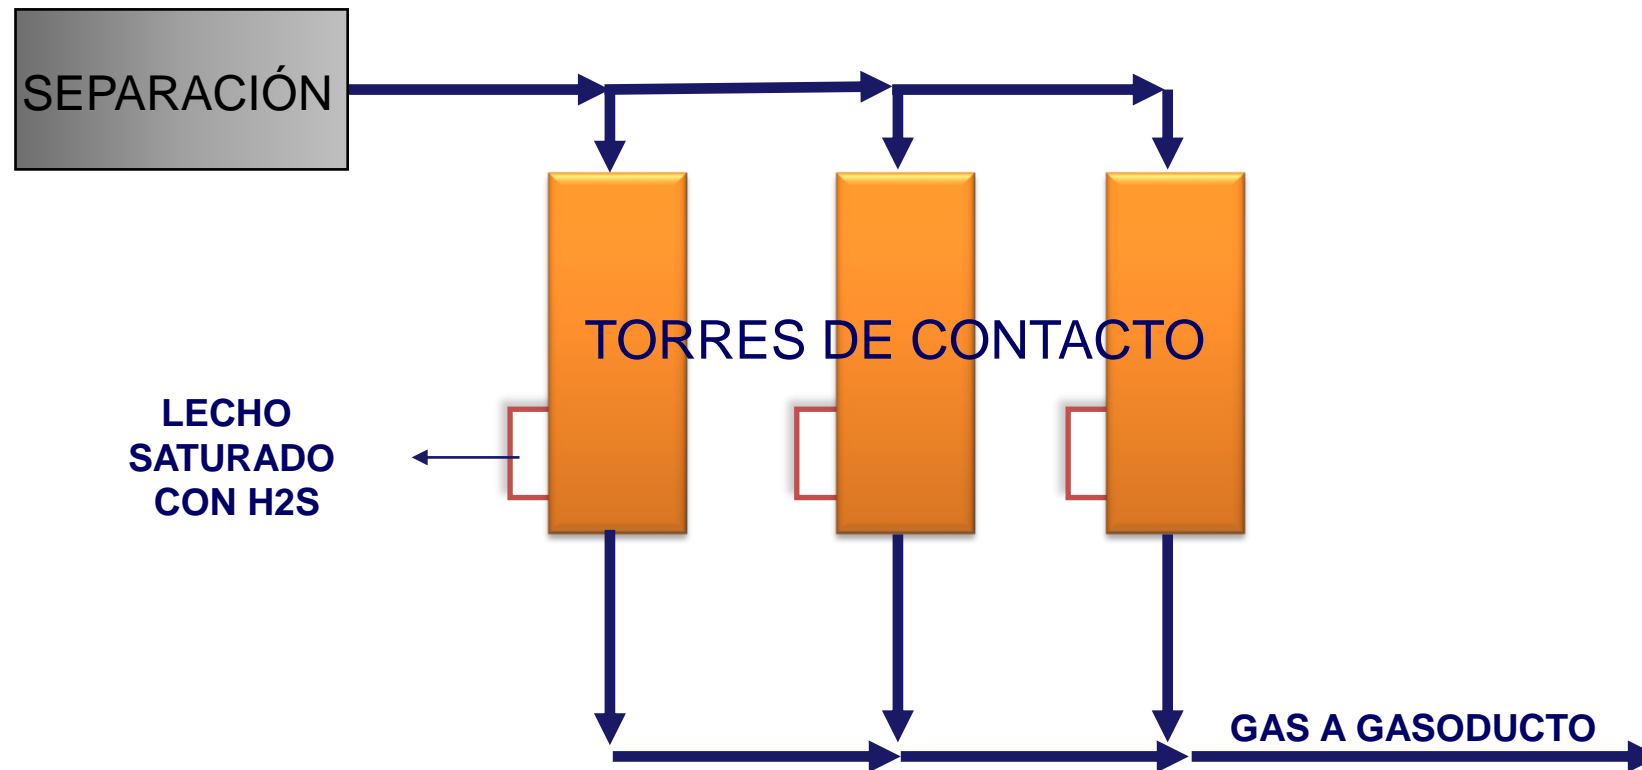 SEPARACIÓN
TORRES DE CONTACTO
LECHO
SATURADO
CON H2S
GAS A GASODUCTO